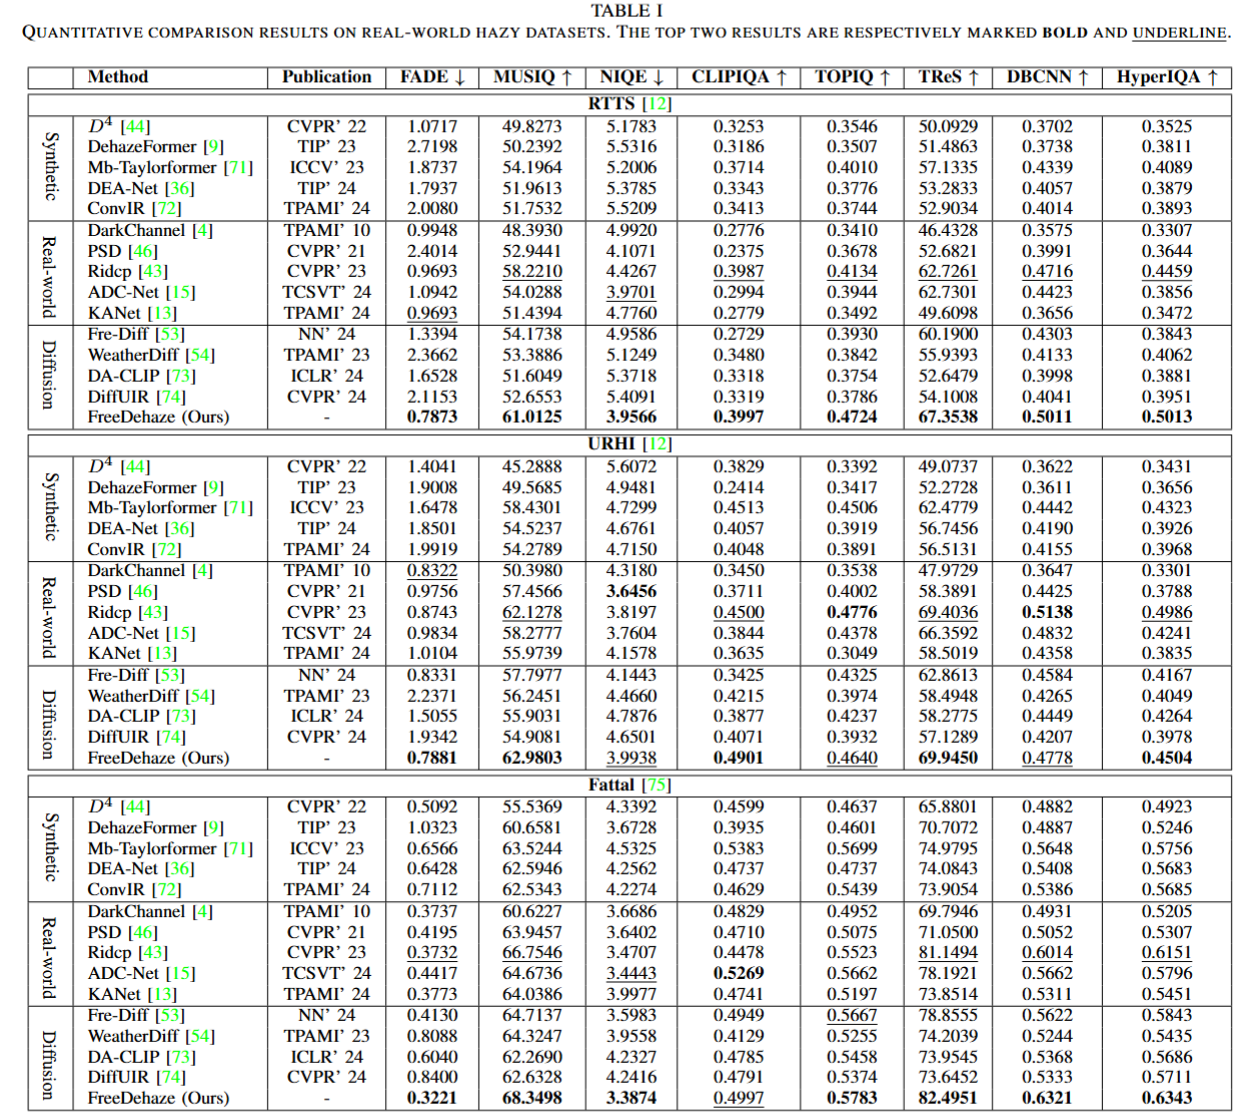 TABLE I
QUANTITATIVE COMPARISON RESULTS ON REAL-WORLD HAZY DATASETS. THE TOP TWO RESULTS ARE RESPECTIVELY MARKED BOLD AND UNDERLINE.
Method Publication FADE ↓ MUSIQ ↑ NIQE ↓ CLIPIQA ↑ TOPIQ ↑ TReS ↑ DBCNN ↑ HyperIQA ↑
RTTS [12]
Synthetic
D⁴ [44] CVPR' 22 1.0717 49.8273 5.1783 0.3253 0.3546 50.0929 0.3702 0.3525
DehazeFormer [9] TIP' 23 2.7198 50.2392 5.5316 0.3186 0.3507 51.4863 0.3738 0.3811
Mb-Taylorformer [71] ICCV' 23 1.8737 54.1964 5.2006 0.3714 0.4010 57.1335 0.4339 0.4089
DEA-Net [36] TIP' 24 1.7937 51.9613 5.3785 0.3343 0.3776 53.2833 0.4057 0.3879
ConvIR [72] TPAMI' 24 2.0080 51.7532 5.5209 0.3413 0.3744 52.9034 0.4014 0.3893
Real-world
DarkChannel [4] TPAMI' 10 0.9948 48.3930 4.9920 0.2776 0.3410 46.4328 0.3575 0.3307
PSD [46] CVPR' 21 2.4014 52.9441 4.1071 0.2375 0.3678 52.6821 0.3991 0.3644
Ridcp [43] CVPR' 23 0.9693 58.2210 4.4267 0.3987 0.4134 62.7261 0.4716 0.4459
ADC-Net [15] TCSVT' 24 1.0942 54.0288 3.9701 0.2994 0.3944 62.7301 0.4423 0.3856
KANet [13] TPAMI' 24 0.9693 51.4394 4.7760 0.2779 0.3492 49.6098 0.3656 0.3472
Diffusion
Fre-Diff [53] NN' 24 1.3394 54.1738 4.9586 0.2729 0.3930 60.1900 0.4303 0.3843
WeatherDiff [54] TPAMI' 23 2.3662 53.3886 5.1249 0.3480 0.3842 55.9393 0.4133 0.4062
DA-CLIP [73] ICLR' 24 1.6528 51.6049 5.3718 0.3318 0.3754 52.6479 0.3998 0.3881
DiffUIR [74] CVPR' 24 2.1153 52.6553 5.4091 0.3319 0.3786 54.1008 0.4041 0.3951
FreeDehaze (Ours) - 0.7873 61.0125 3.9566 0.3997 0.4724 67.3538 0.5011 0.5013
URHI [12]
Synthetic
D⁴ [44] CVPR' 22 1.4041 45.2888 5.6072 0.3829 0.3392 49.0737 0.3622 0.3431
DehazeFormer [9] TIP' 23 1.9008 49.5685 4.9481 0.2414 0.3417 52.2728 0.3611 0.3656
Mb-Taylorformer [71] ICCV' 23 1.6478 58.4301 4.7299 0.4513 0.4506 62.4779 0.4442 0.4323
DEA-Net [36] TIP' 24 1.8501 54.5237 4.6761 0.4057 0.3919 56.7456 0.4190 0.3926
ConvIR [72] TPAMI' 24 1.9919 54.2789 4.7150 0.4048 0.3891 56.5131 0.4155 0.3968
Real-world
DarkChannel [4] TPAMI' 10 0.8322 50.3980 4.3180 0.3450 0.3538 47.9729 0.3647 0.3301
PSD [46] CVPR' 21 0.9756 57.4566 3.6456 0.3711 0.4002 58.3891 0.4425 0.3788
Ridcp [43] CVPR' 23 0.8743 62.1278 3.8197 0.4500 0.4776 69.4036 0.5138 0.4986
ADC-Net [15] TCSVT' 24 0.9834 58.2777 3.7604 0.3844 0.4378 66.3592 0.4832 0.4241
KANet [13] TPAMI' 24 1.0104 55.9739 4.1578 0.3635 0.3049 58.5019 0.4358 0.3835
Diffusion
Fre-Diff [53] NN' 24 0.8331 57.7977 4.1443 0.3425 0.4325 62.8613 0.4584 0.4167
WeatherDiff [54] TPAMI' 23 2.2371 56.2451 4.4660 0.4215 0.3974 58.4948 0.4265 0.4049
DA-CLIP [73] ICLR' 24 1.5055 55.9031 4.7876 0.3877 0.4237 58.2775 0.4449 0.4264
DiffUIR [74] CVPR' 24 1.9342 54.9081 4.6501 0.4071 0.3932 57.1289 0.4207 0.3978
FreeDehaze (Ours) - 0.7881 62.9803 3.9938 0.4901 0.4640 69.9450 0.4778 0.4504
Fattal [75]
Synthetic
D⁴ [44] CVPR' 22 0.5092 55.5369 4.3392 0.4599 0.4637 65.8801 0.4882 0.4923
DehazeFormer [9] TIP' 23 1.0323 60.6581 3.6728 0.3935 0.4601 70.7072 0.4887 0.5246
Mb-Taylorformer [71] ICCV' 23 0.6566 63.5244 4.5325 0.5383 0.5699 74.9795 0.5648 0.5756
DEA-Net [36] TIP' 24 0.6428 62.5946 4.2562 0.4737 0.4737 74.0843 0.5408 0.5683
ConvIR [72] TPAMI' 24 0.7112 62.5343 4.2274 0.4629 0.5439 73.9054 0.5386 0.5685
Real-world
DarkChannel [4] TPAMI' 10 0.3737 60.6227 3.6686 0.4829 0.4952 69.7946 0.4931 0.5205
PSD [46] CVPR' 21 0.4195 63.9457 3.6402 0.4710 0.5075 71.0500 0.5052 0.5307
Ridcp [43] CVPR' 23 0.3732 66.7546 3.4707 0.4478 0.5523 81.1494 0.6014 0.6151
ADC-Net [15] TCSVT' 24 0.4417 64.6736 3.4443 0.5269 0.5662 78.1921 0.5662 0.5796
KANet [13] TPAMI' 24 0.3773 64.0386 3.9977 0.4741 0.5197 73.8514 0.5311 0.5451
Diffusion
Fre-Diff [53] NN' 24 0.4130 64.7137 3.5983 0.4949 0.5667 78.8555 0.5622 0.5843
WeatherDiff [54] TPAMI' 23 0.8088 64.3247 3.9558 0.4129 0.5255 74.2039 0.5244 0.5435
DA-CLIP [73] ICLR' 24 0.6040 62.2690 4.2327 0.4785 0.5458 73.9545 0.5368 0.5686
DiffUIR [74] CVPR' 24 0.8400 62.6328 4.2416 0.4791 0.5374 73.6452 0.5333 0.5711
FreeDehaze (Ours) - 0.3221 68.3498 3.3874 0.4997 0.5783 82.4951 0.6321 0.6343